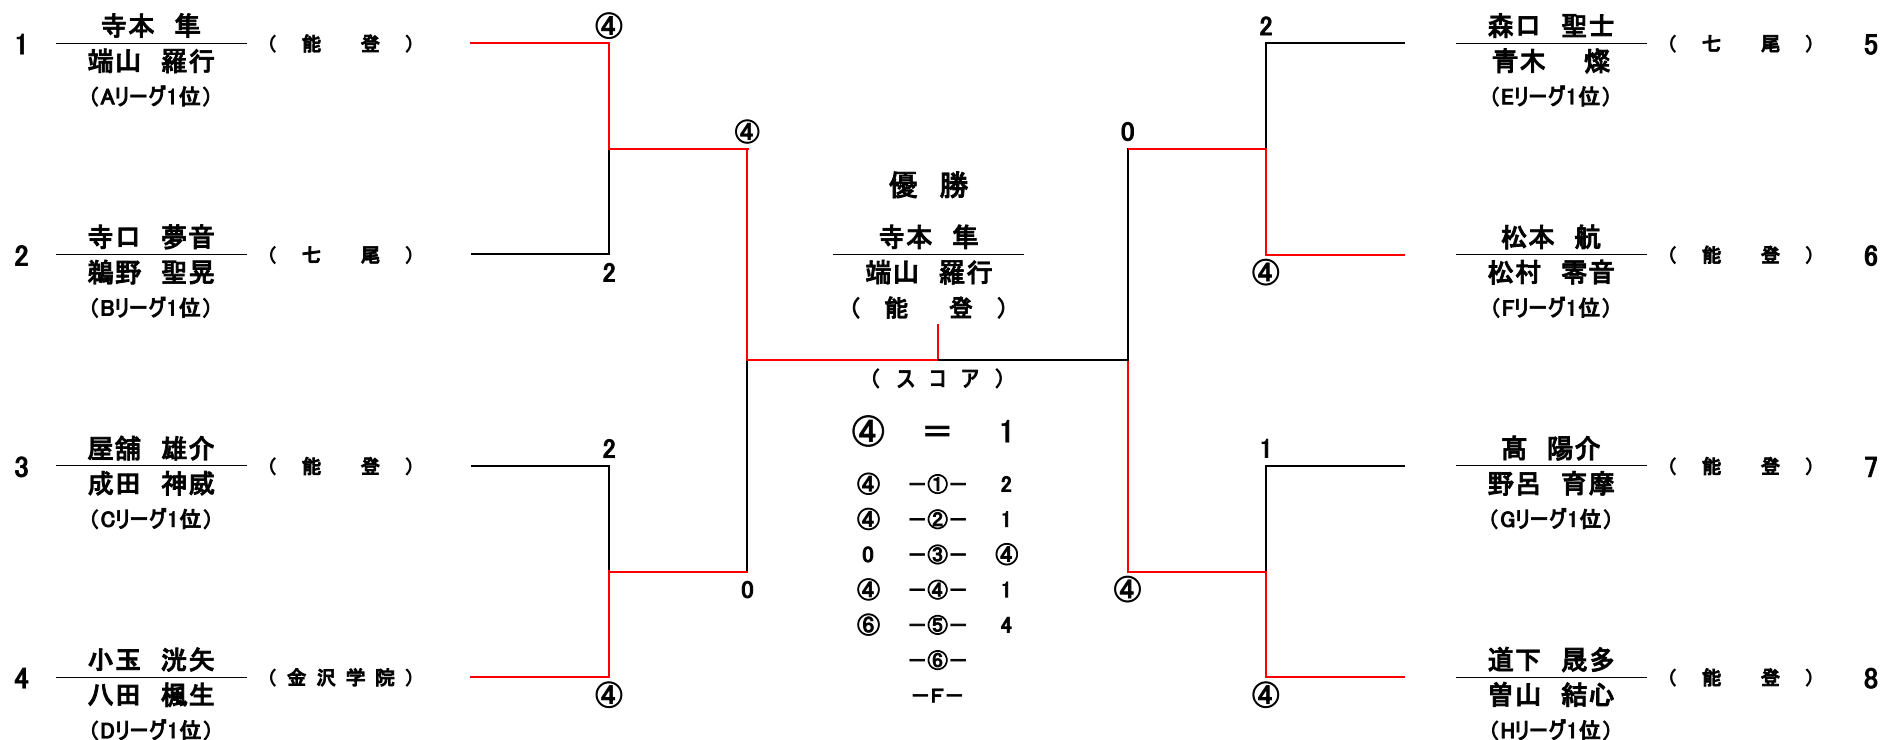 1 寺本 隼 ( 能 登 )
端山 羅行
(Aリーグ1位)
④
2 寺口 夢音 ( 七 尾 )
鵜野 聖晃
(Bリーグ1位)
2
④
3 屋舗 雄介 ( 能 登 )
成田 神威
(Cリーグ1位)
2
4 小玉 洸矢 ( 金 沢 学 院 )
八田 楓生
(Dリーグ1位)
④
0
優 勝
寺本 隼
端山 羅行
( 能 登 )
( ス コ ア )
④ = 1
④ -①- 2
④ -②- 1
0 -③- ④
④ -④- 1
⑥ -⑤- 4
-⑥-
-F-
2
森口 聖士 ( 七 尾 ) 5
青木 燦
(Eリーグ1位)
0
松本 航 ( 能 登 ) 6
松村 零音
(Fリーグ1位)
④
1
髙 陽介 ( 能 登 ) 7
野呂 育摩
(Gリーグ1位)
④
道下 晟多 ( 能 登 ) 8
曽山 結心
(Hリーグ1位)
④